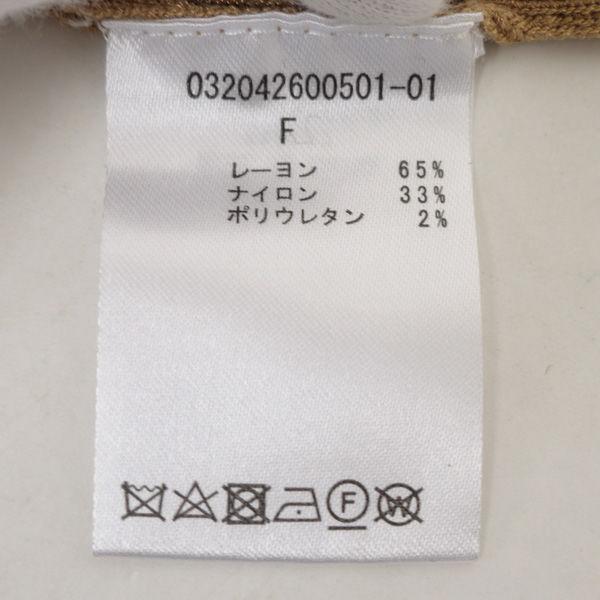 032042600501-01
F
レーヨン 65%
ナイロン 33%
ポリウレタン 2%
F W